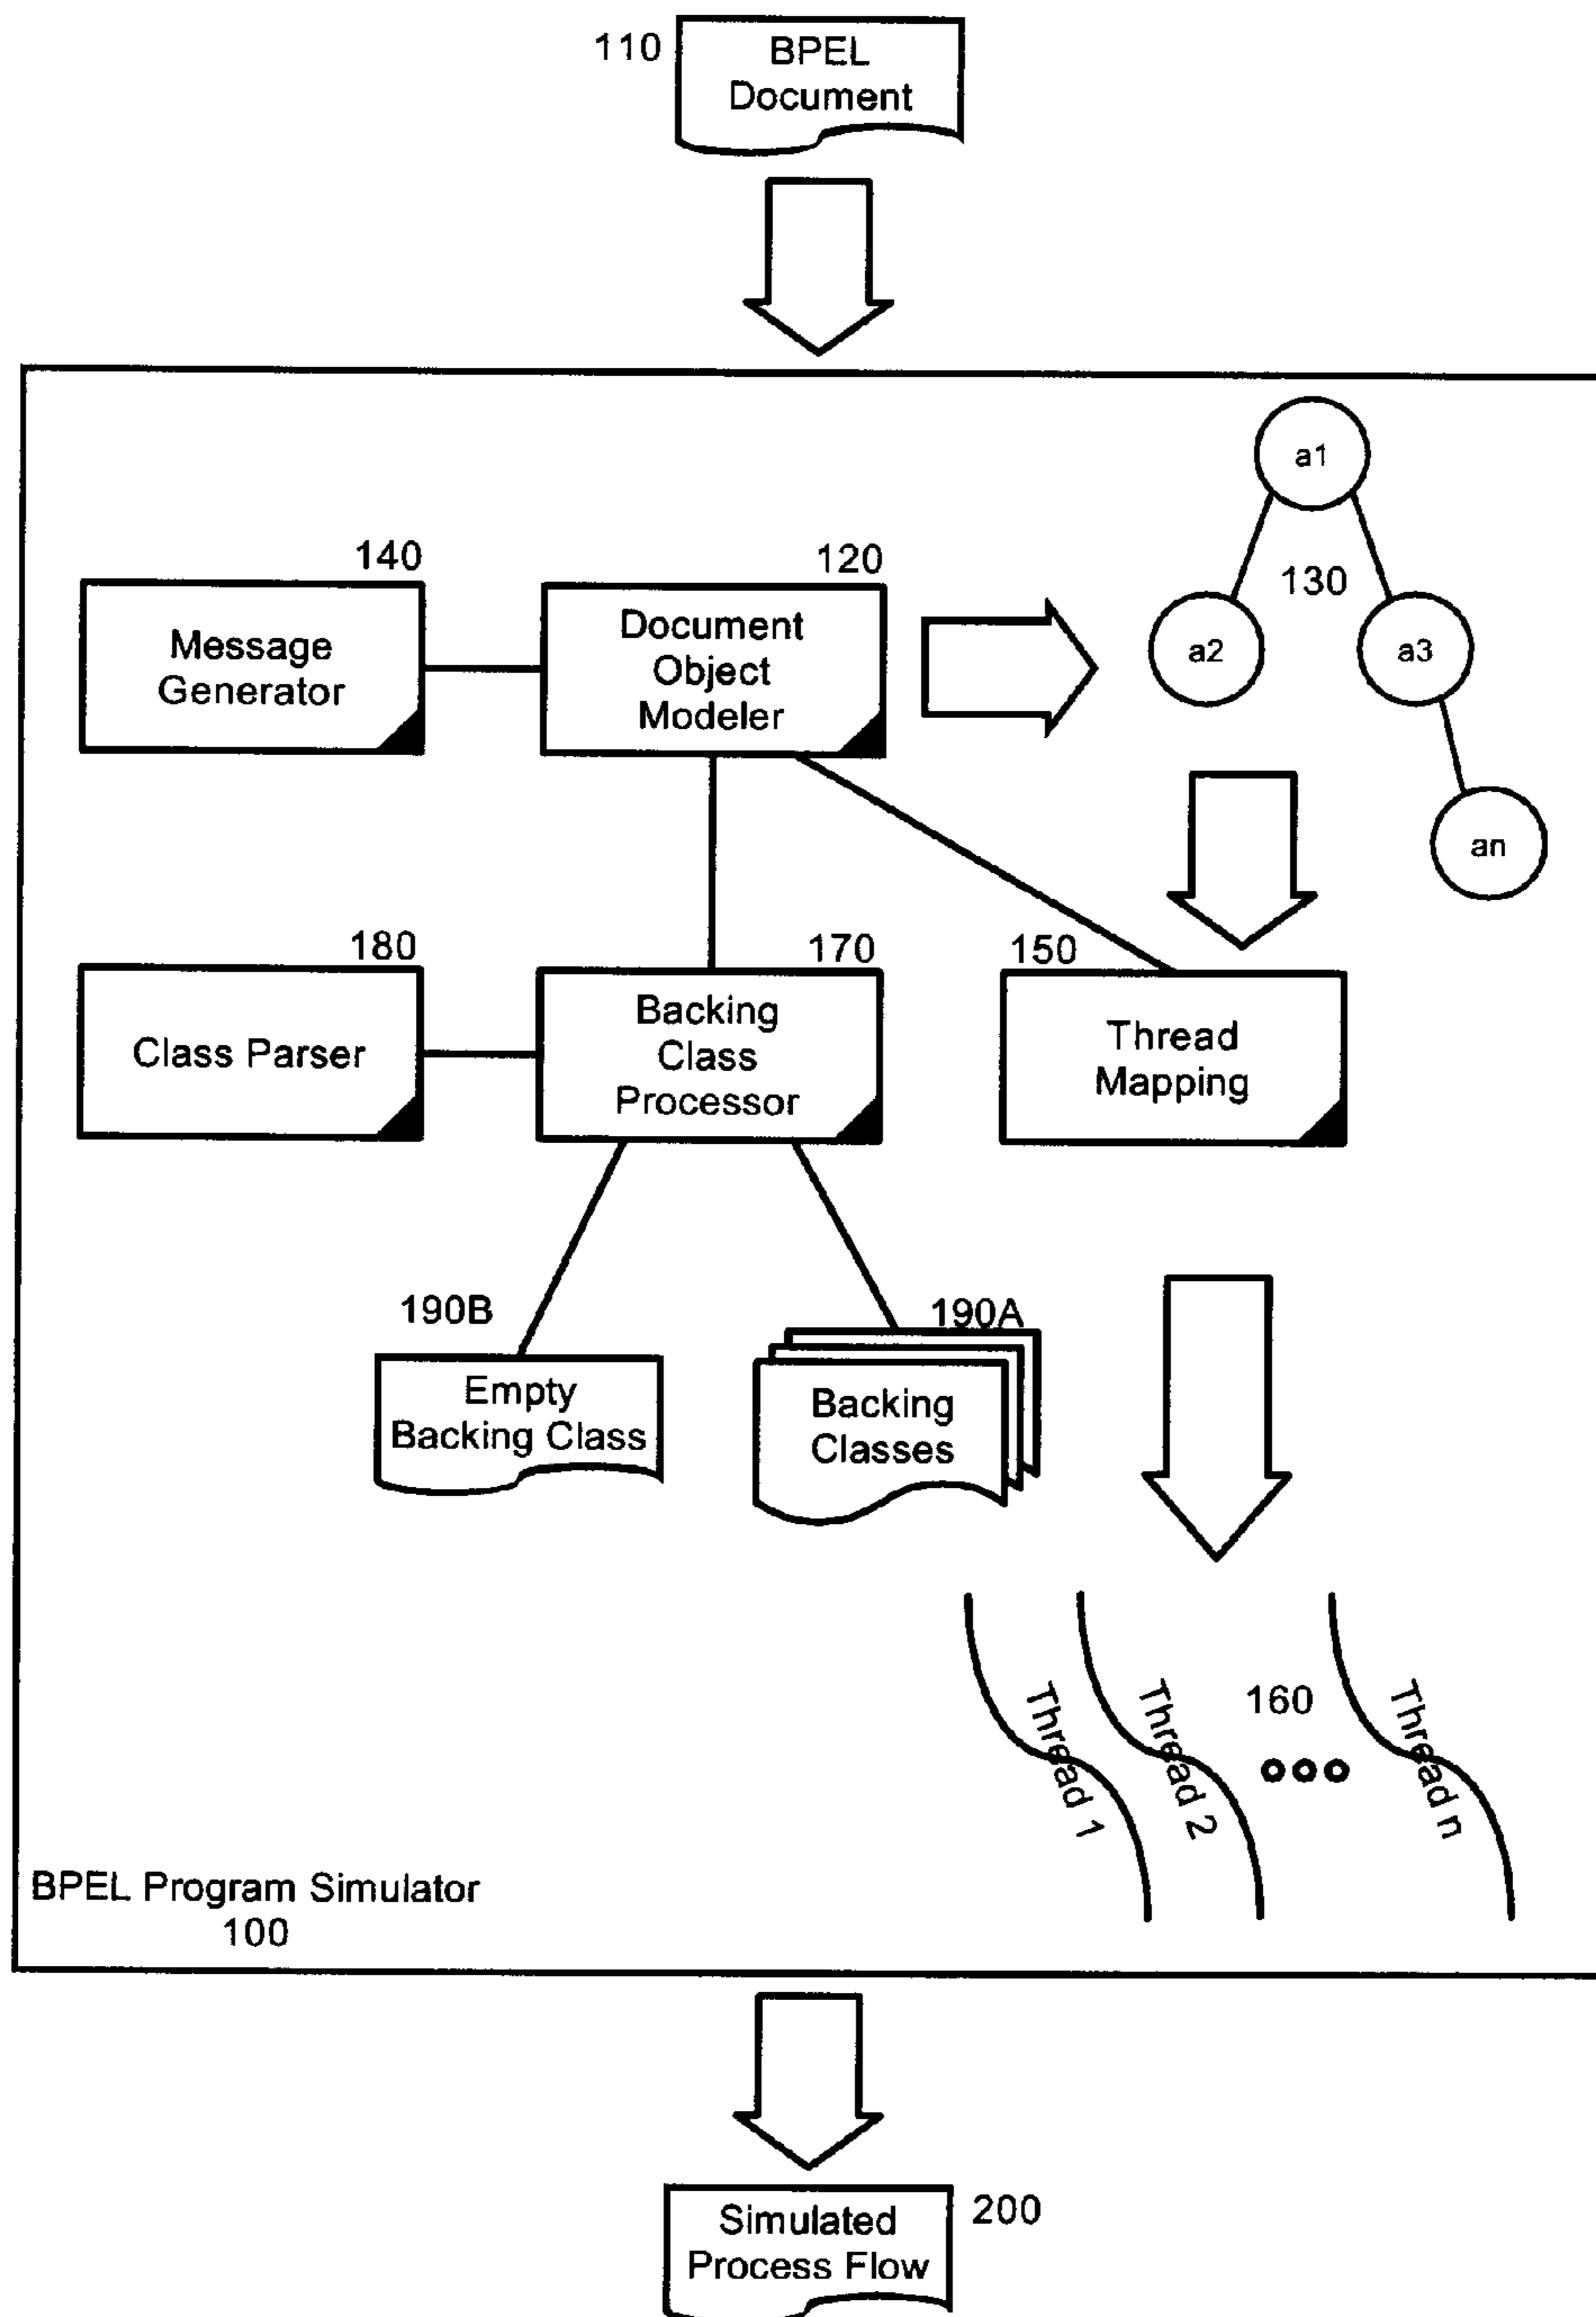 110
BPEL
Document
a1
130
a2
a3
an
140
Message
Generator
120
Document
Object
Modeler
180
Class Parser
170
Backing
Class
Processor
150
Thread
Mapping
190B
Empty
Backing Class
190A
Backing
Classes
Thread 1
Thread 2
160
Thread n
BPEL Program Simulator
100
Simulated
Process Flow
200